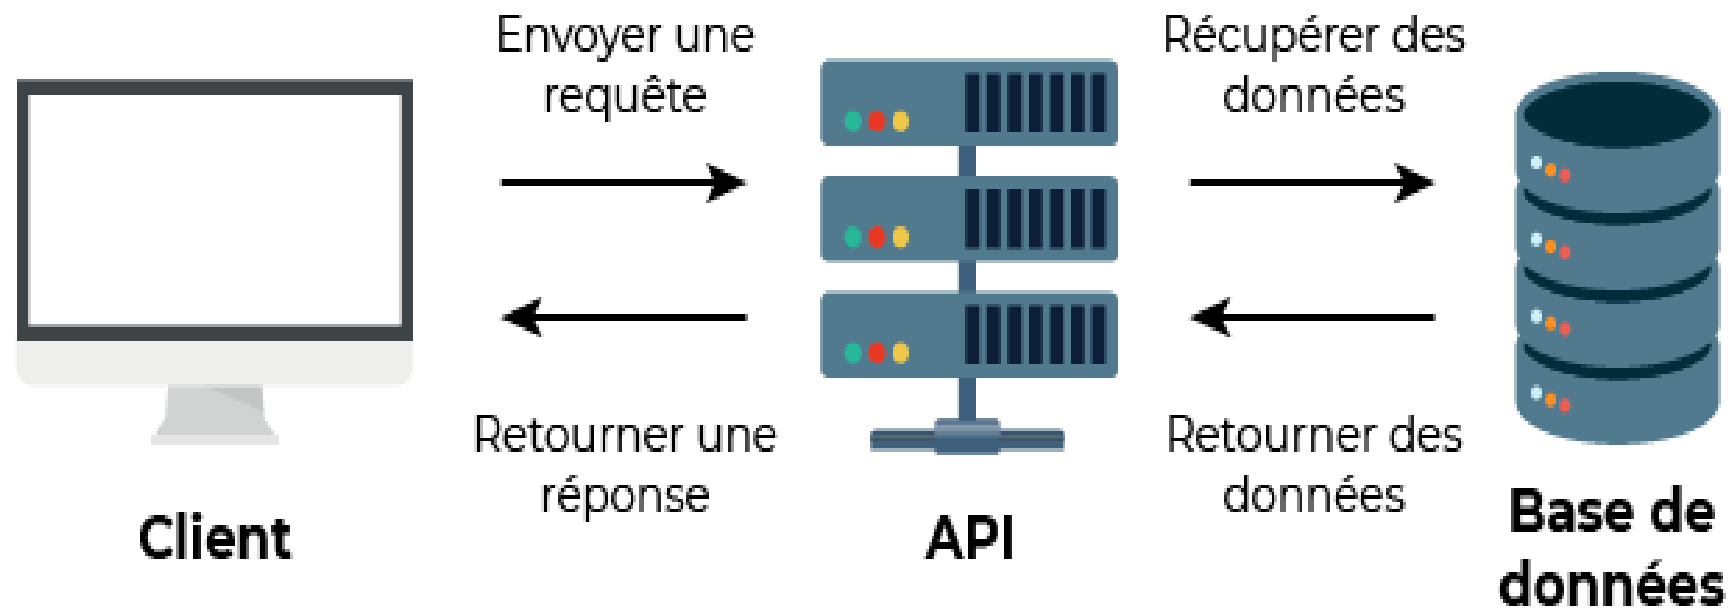 Envoyer une
requête
Récupérer des
données
Retourner une
réponse
Retourner des
données
Client
API
Base de
données